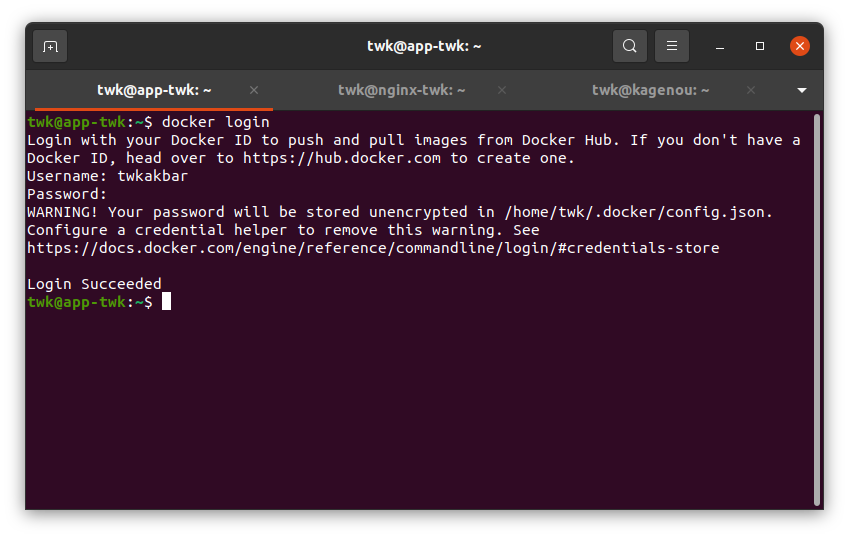 twk@app-twk: ~
twk@app-twk: ~
twk@nginx-twk: ~
twk@kagenou: ~
twk@app-twk:~$ docker login
Login with your Docker ID to push and pull images from Docker Hub. If you don't have a
Docker ID, head over to https://hub.docker.com to create one.
Username: twkakbar
Password:
WARNING! Your password will be stored unencrypted in /home/twk/.docker/config.json.
Configure a credential helper to remove this warning. See
https://docs.docker.com/engine/reference/commandline/login/#credentials-store
Login Succeeded
twk@app-twk:~$